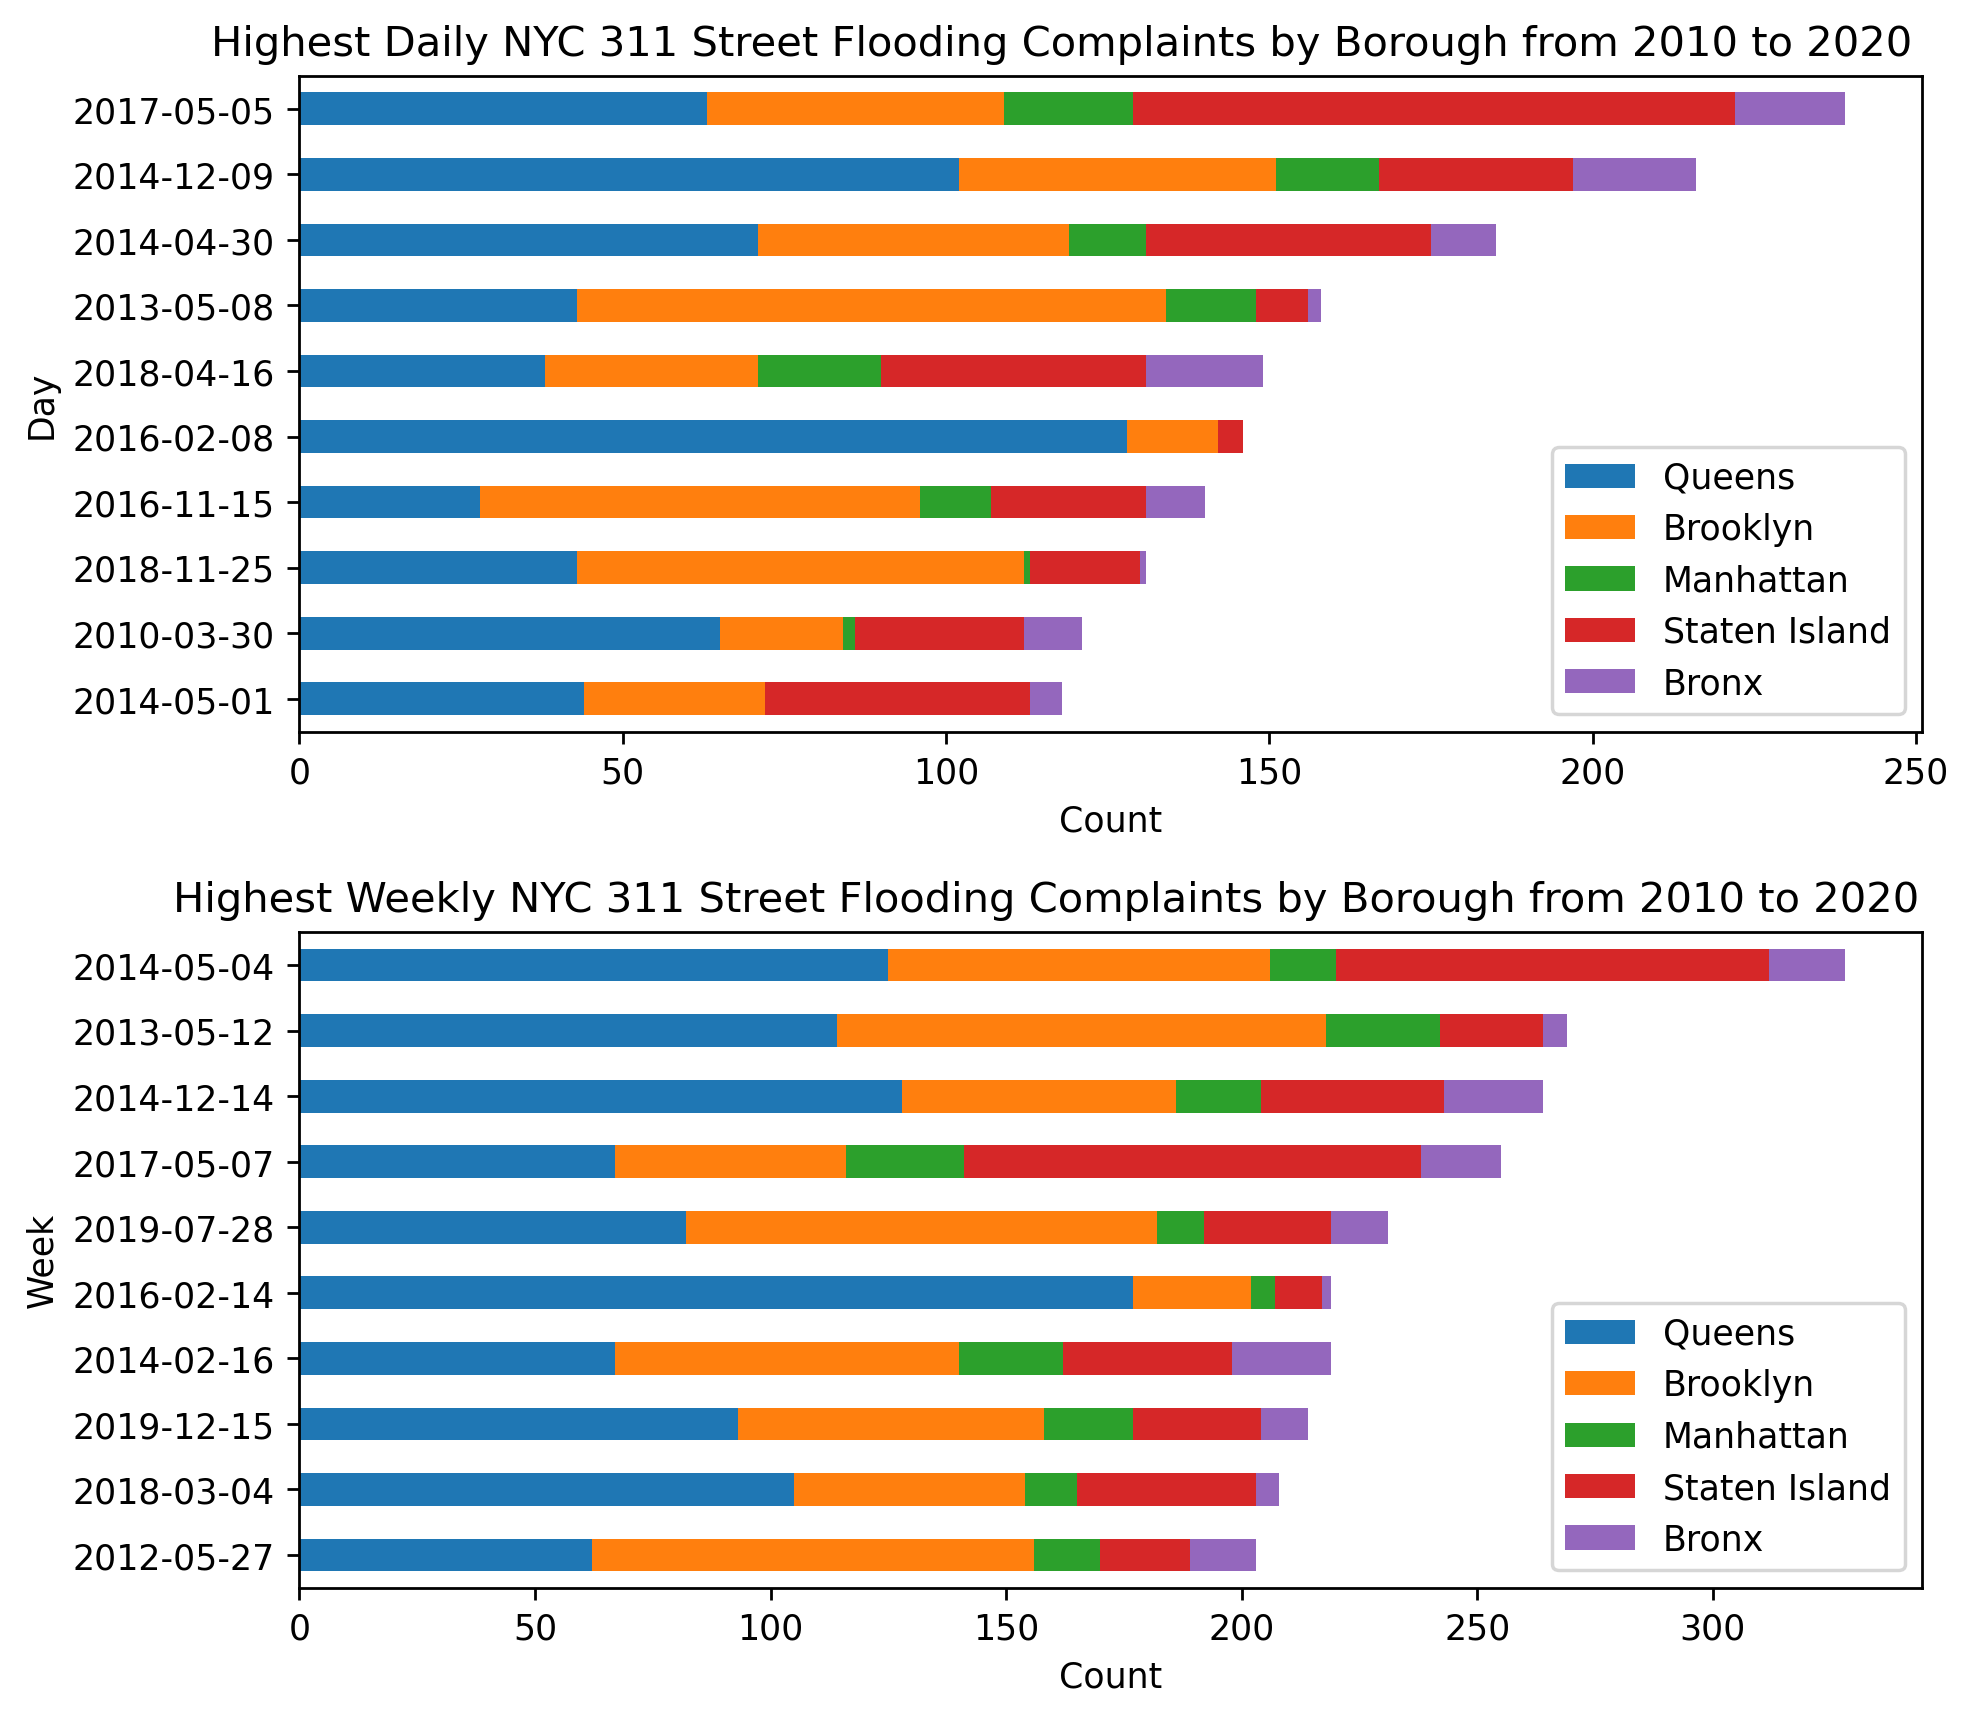 Highest Daily NYC 311 Street Flooding Complaints by Borough from 2010 to 2020
Day
2017-05-05
2014-12-09
2014-04-30
2013-05-08
2018-04-16
2016-02-08
2016-11-15
2018-11-25
2010-03-30
2014-05-01
Queens
Brooklyn
Manhattan
Staten Island
Bronx
0 50 100 150 200 250
Count
Highest Weekly NYC 311 Street Flooding Complaints by Borough from 2010 to 2020
Week
2014-05-04
2013-05-12
2014-12-14
2017-05-07
2019-07-28
2016-02-14
2014-02-16
2019-12-15
2018-03-04
2012-05-27
Queens
Brooklyn
Manhattan
Staten Island
Bronx
0 50 100 150 200 250 300
Count